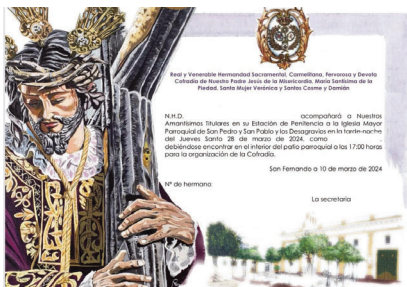 Real y Venerable Hermandad Sacramental, Carmelitana, Fervorosa y Devota
Cofradía de Nuestro Padre Jesús de la Misericordia, María Santísima de la
Piedad, Santa Mujer Verónica y Santos Cosme y Damián
N.H.D. acompañará a Nuestros
Amantísimos Titulares en su Estación de Penitencia a la Iglesia Mayor
Parroquial de San Pedro y San Pablo y los Desagravios en la tarde-noche
del Jueves Santo 28 de marzo de 2024, como
debiéndose encontrar en el interior del patio parroquial a las 17:00 horas
para la organización de la Cofradía.
San Fernando a 10 de marzo de 2024
Nº de hermano
La secretaria